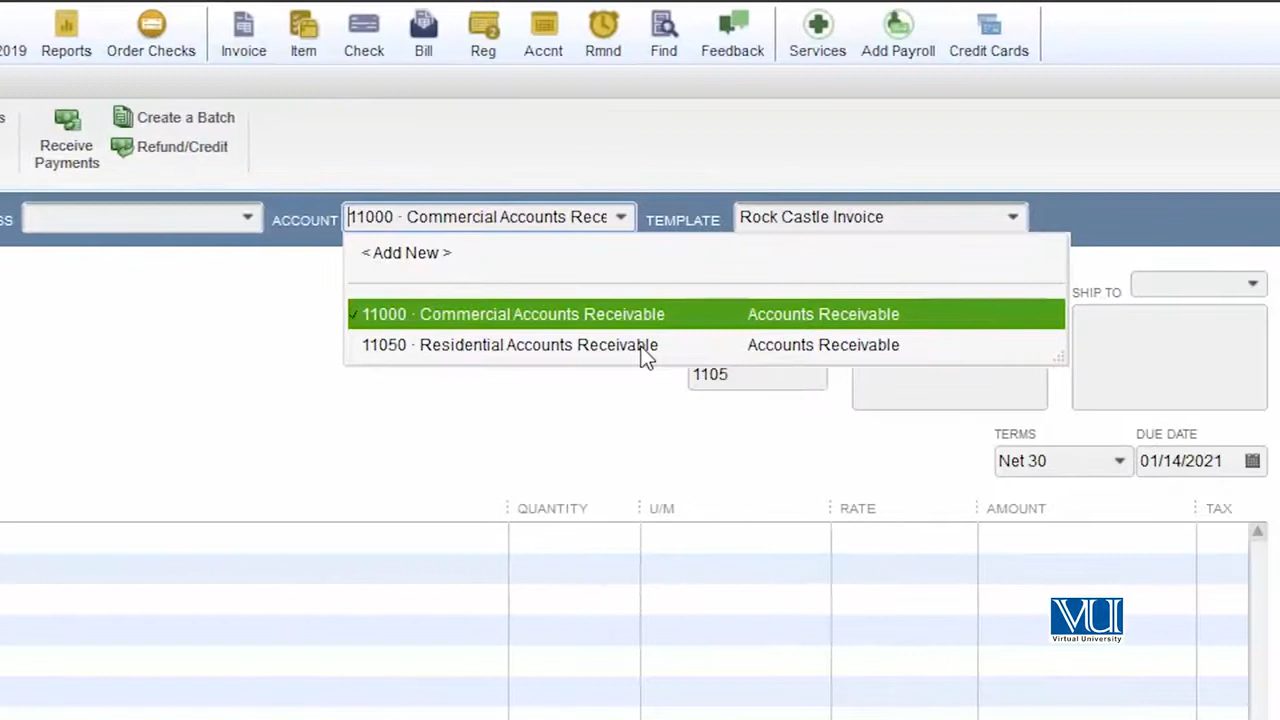 2019 Reports Order Checks Invoice Item Check Bill Reg Accnt Rmnd Find Feedback Services Add Payroll Credit Cards
s
Receive
Payments
Create a Batch
Refund/Credit
SS ACCOUNT 11000 · Commercial Accounts Rece TEMPLATE Rock Castle Invoice
< Add New >
11000 · Commercial Accounts Receivable Accounts Receivable
11050 · Residential Accounts Receivable Accounts Receivable
SHIP TO
1105
TERMS DUE DATE
Net 30 01/14/2021
QUANTITY U/M RATE AMOUNT TAX
VU
Virtual University